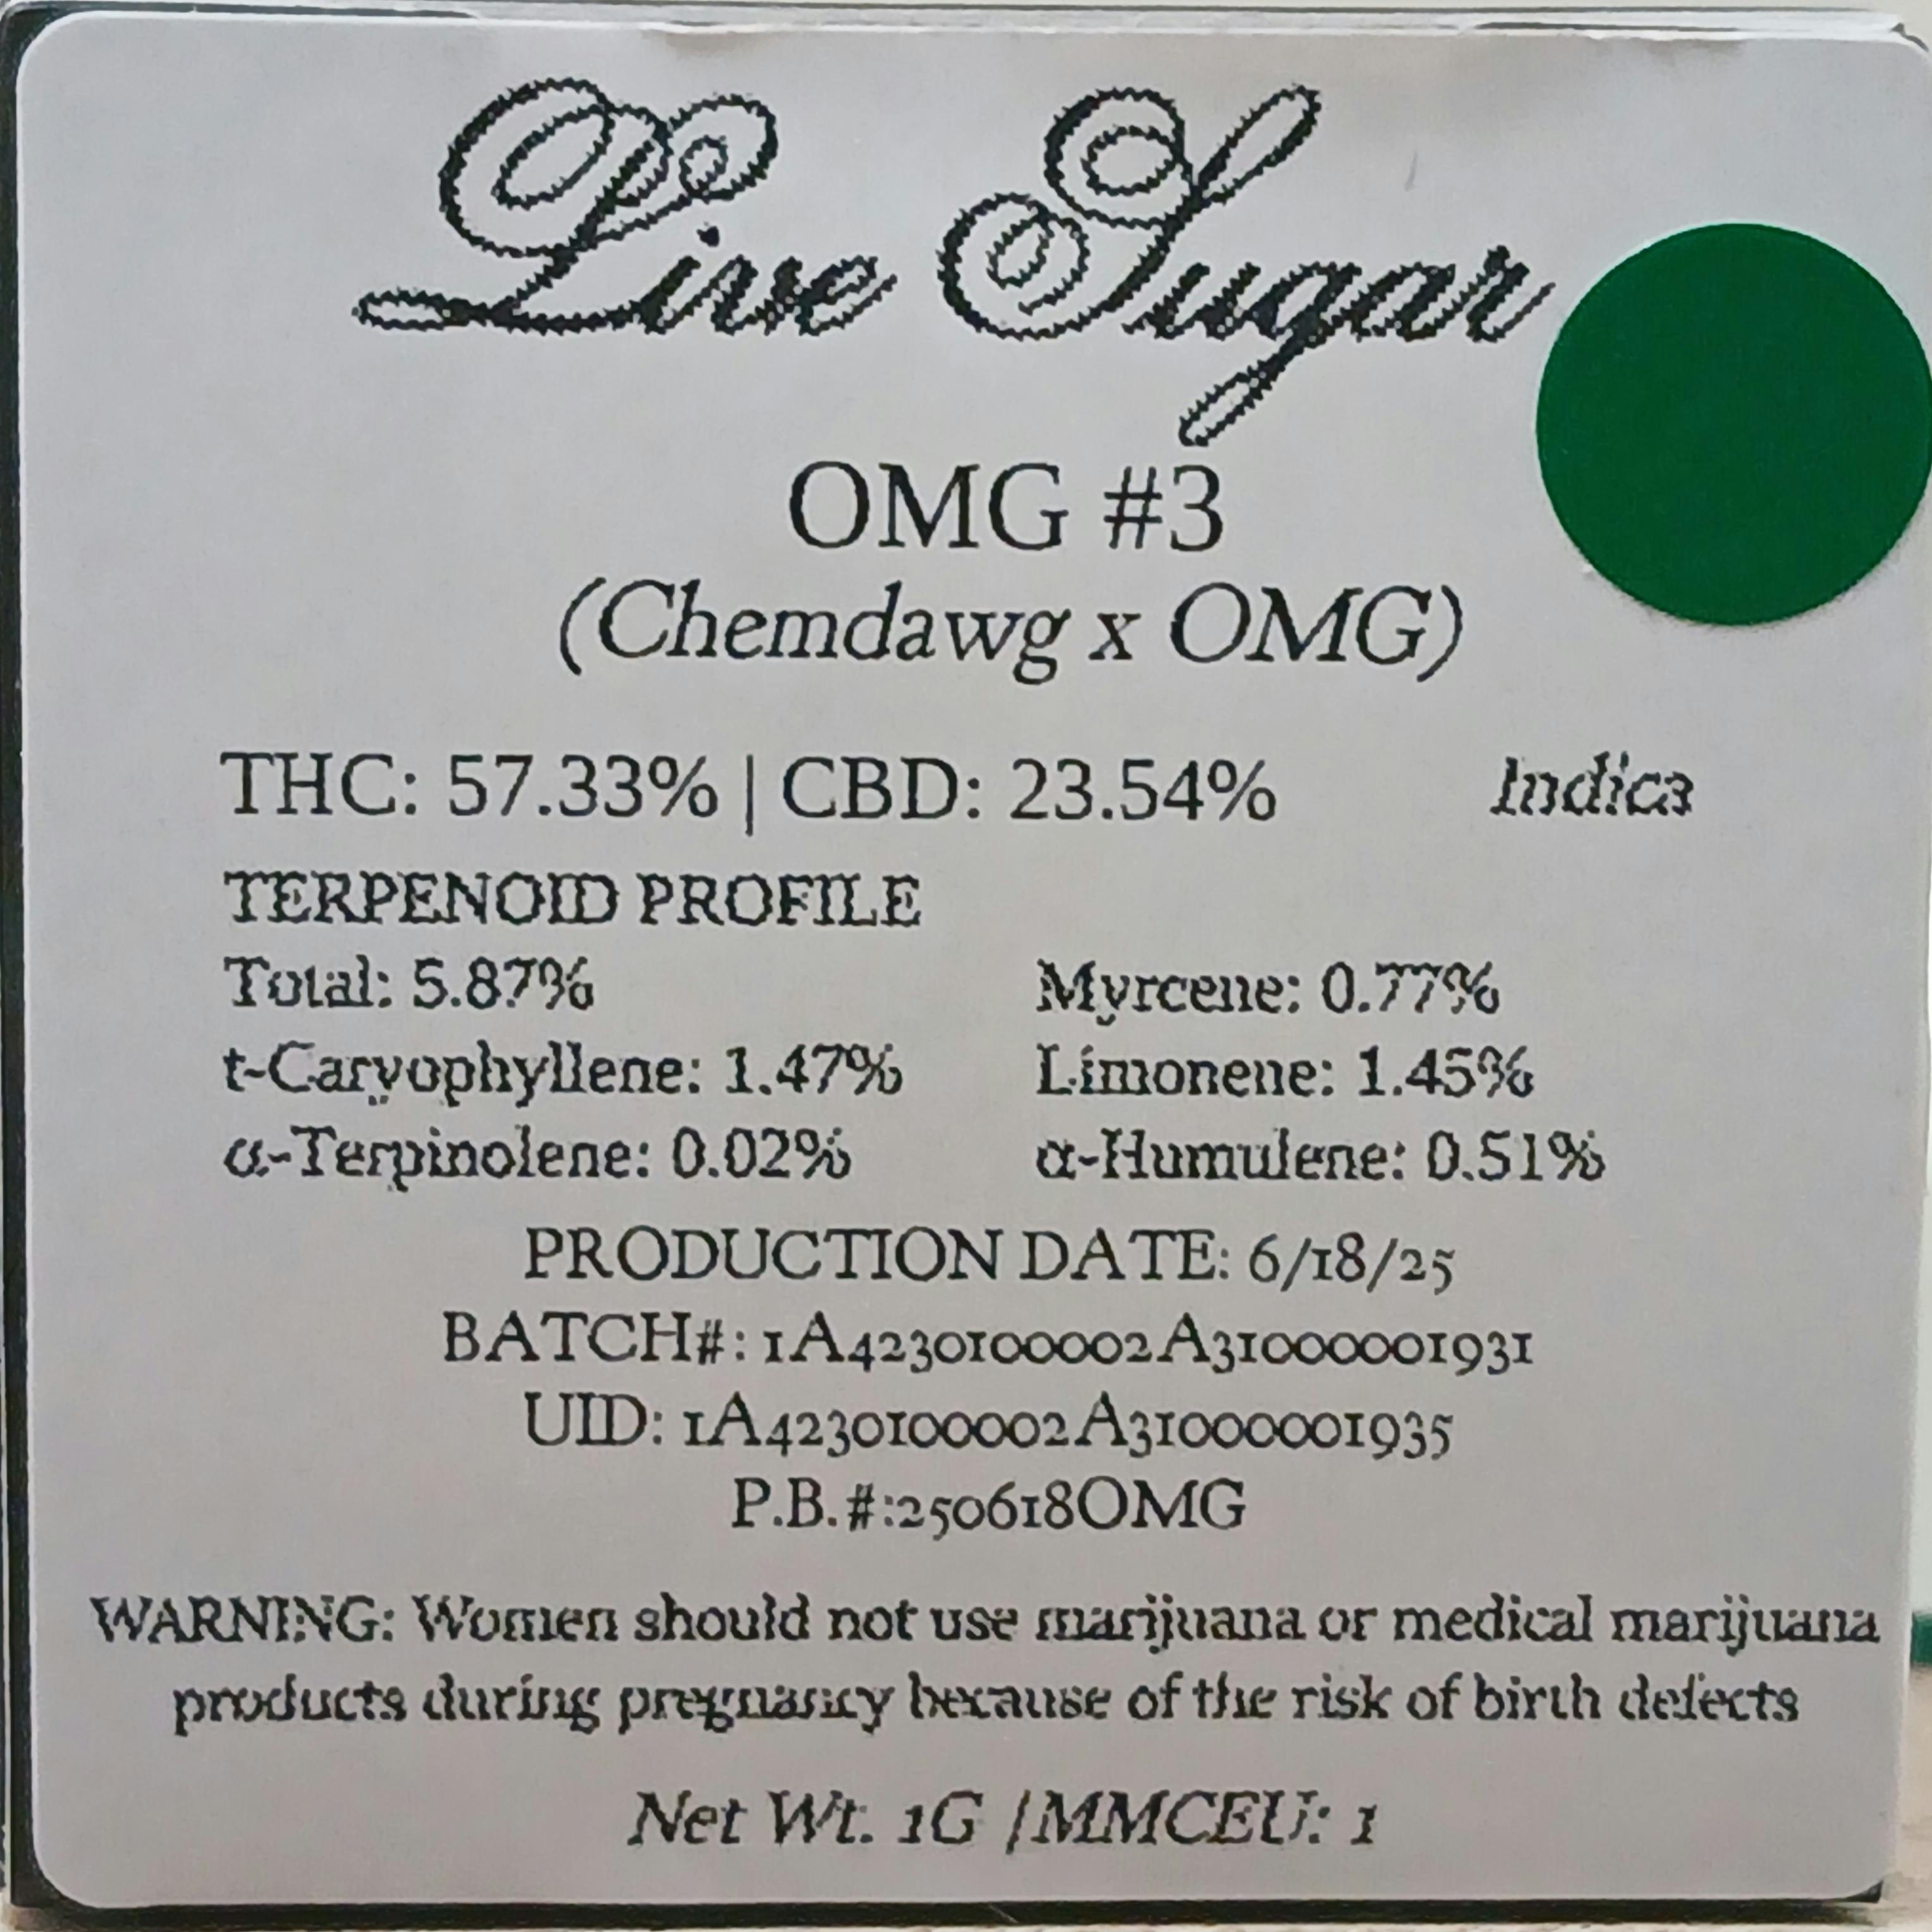 Live Sugar
OMG #3
(Chemdawg x OMG)
THC: 57.33% | CBD: 23.54% Indica
TERPENOID PROFILE
Total: 5.87% Myrcene: 0.77%
t-Caryophyllene: 1.47% Limonene: 1.45%
α-Terpinolene: 0.02% α-Humulene: 0.51%
PRODUCTION DATE: 6/18/25
BATCH#: 1A4230100002A3100000​1931
UID: 1A4230100002A3100000​1935
P.B.#:250618OMG
WARNING: Women should not use marijuana or medical marijuana
products during pregnancy because of the risk of birth defects
Net Wt. 1G |MMCEU: 1